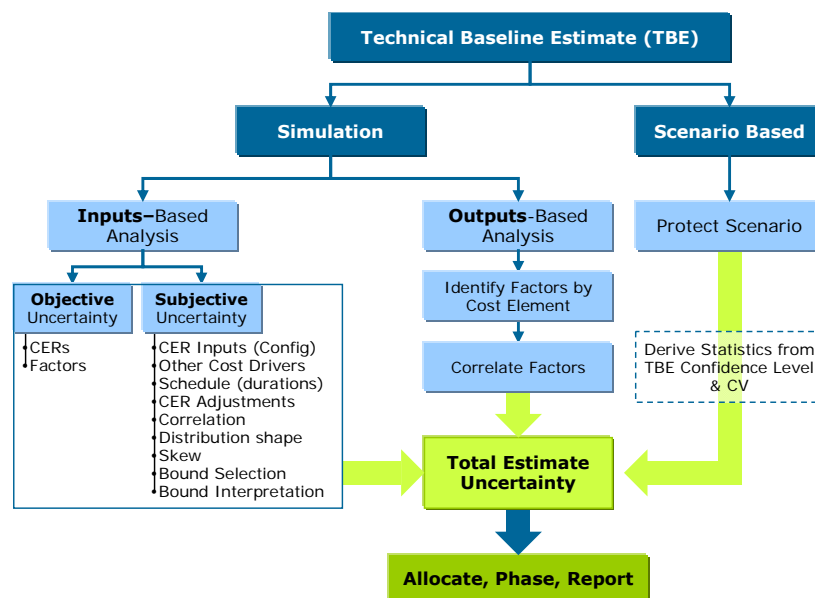 Technical Baseline Estimate (TBE)
Simulation
Scenario Based
Inputs–Based
Analysis
Outputs-Based
Analysis
Protect Scenario
Objective
Uncertainty
Subjective
Uncertainty
Identify Factors by
Cost Element
CERs
Factors
CER Inputs (Config)
Other Cost Drivers
Schedule (durations)
CER Adjustments
Correlation
Distribution shape
Skew
Bound Selection
Bound Interpretation
Correlate Factors
Derive Statistics from
TBE Confidence Level
& CV
Total Estimate
Uncertainty
Allocate, Phase, Report